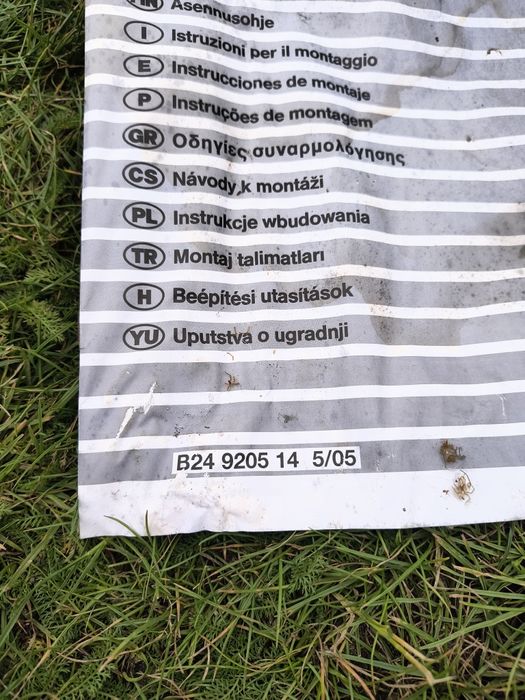 FIN Asennusohje
I Istruzioni per il montaggio
E Instrucciones de montaje
P Instruções de montagem
GR Οδηγίες συναρμολόγησης
CS Návody k montáži
PL Instrukcje wbudowania
TR Montaj talimatları
H Beépítési utasítások
YU Uputstva o ugradnji
B24 9205 14 5/05